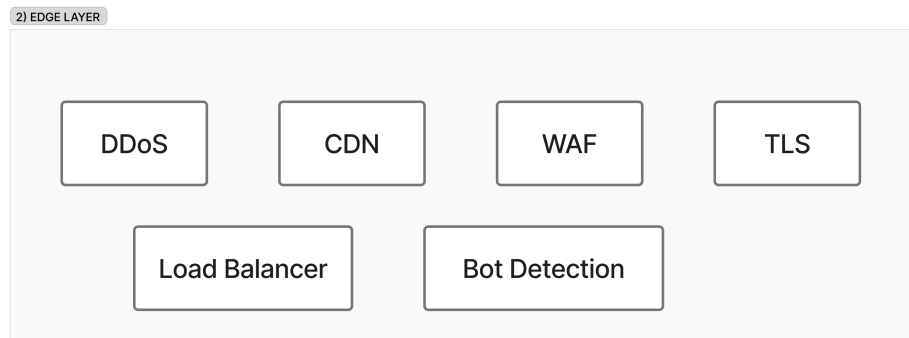 2) EDGE LAYER
DDoS
CDN
WAF
TLS
Load Balancer
Bot Detection